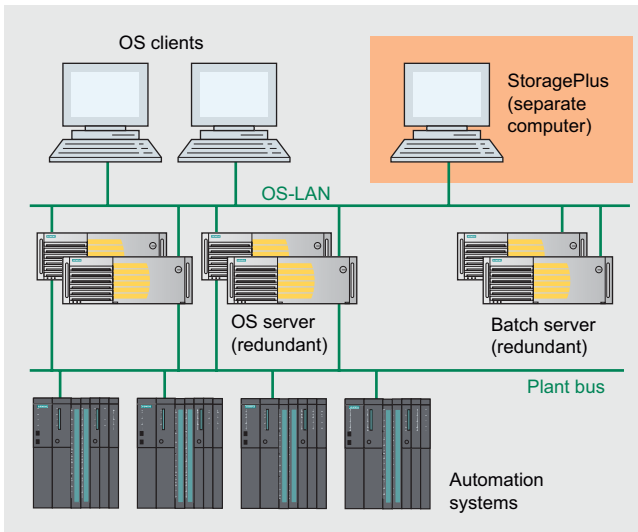 OS clients
StoragePlus
(separate
computer)
OS-LAN
OS server
(redundant)
Batch server
(redundant)
Plant bus
Automation
systems